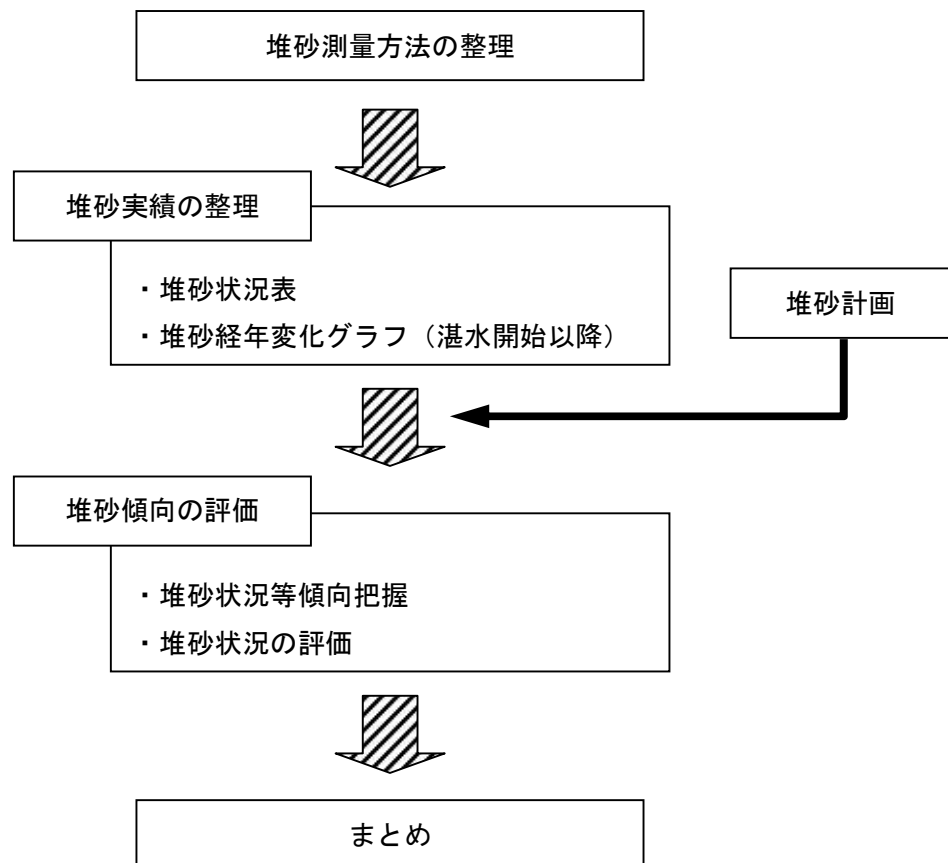 堆砂測量方法の整理
堆砂実績の整理
・堆砂状況表
・堆砂経年変化グラフ（湛水開始以降）
堆砂計画
堆砂傾向の評価
・堆砂状況等傾向把握
・堆砂状況の評価
まとめ